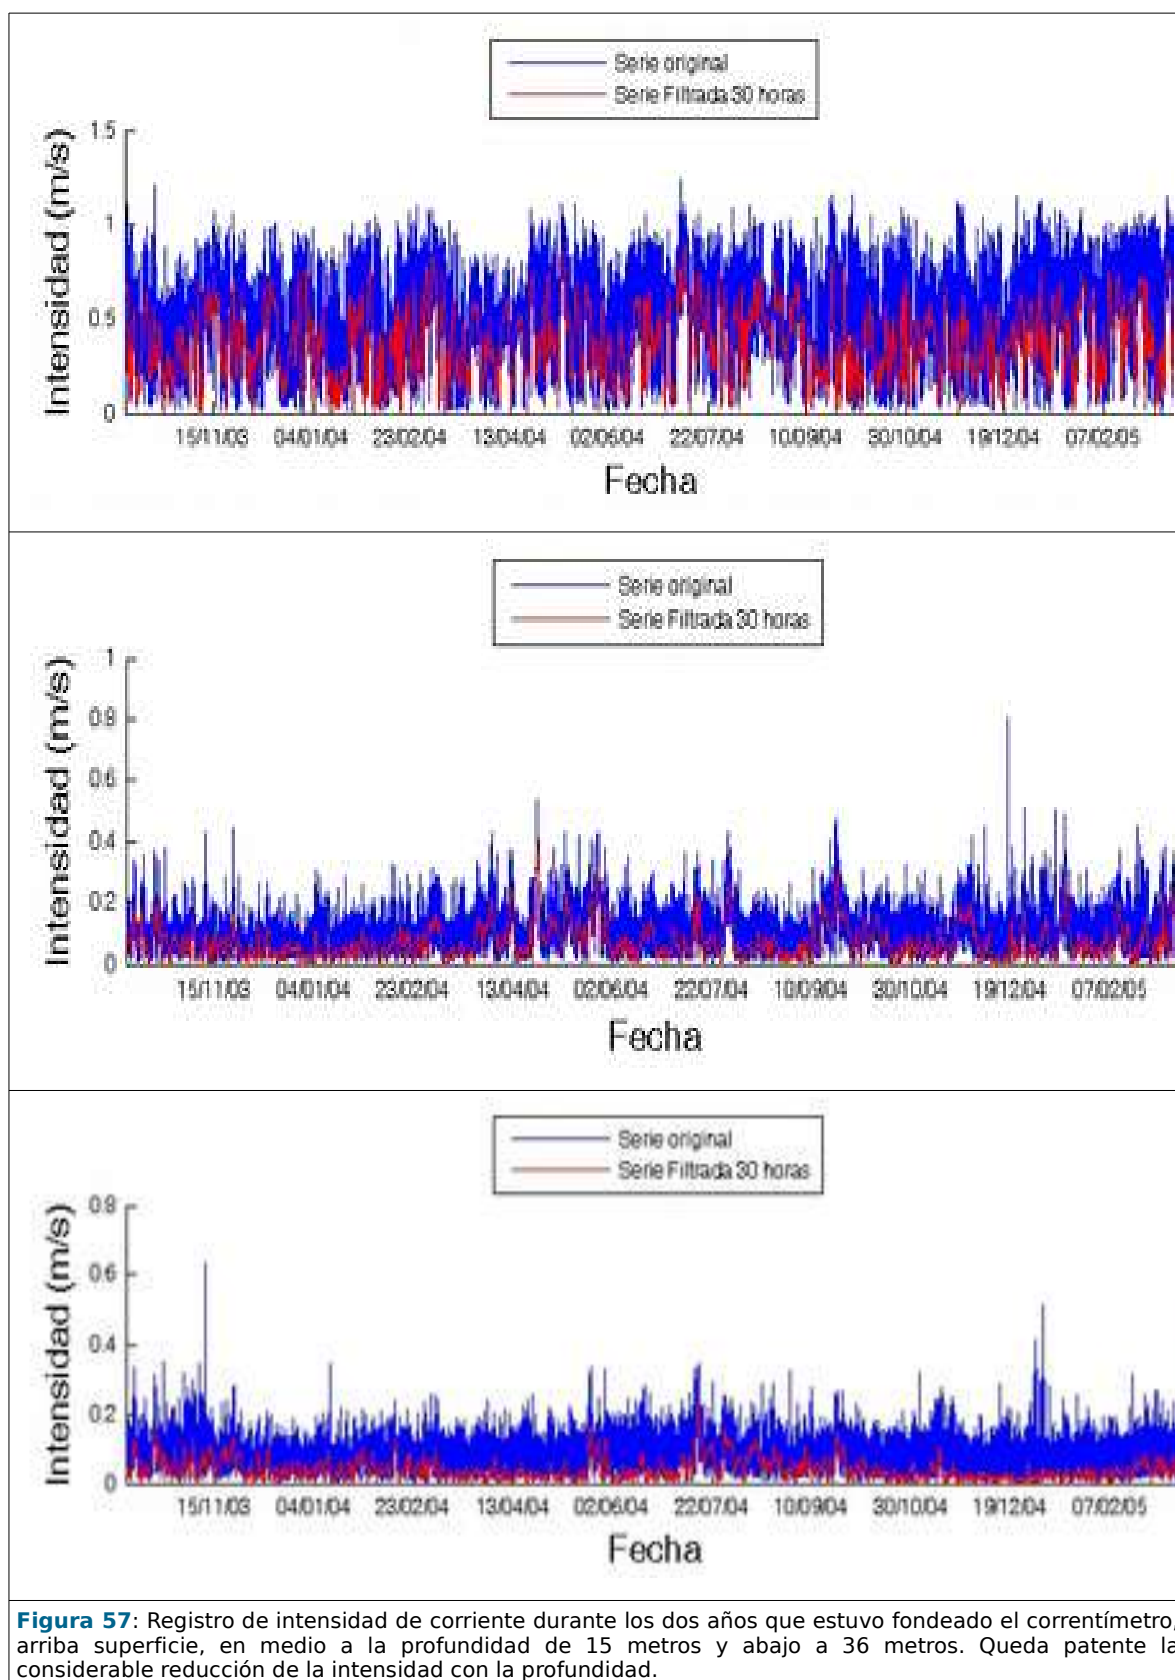 Serie original
Serie Filtrada 30 horas
Intensidad (m/s)
1.5
1
0.5
0
15/11/03 04/01/04 23/02/04 13/04/04 02/06/04 22/07/04 10/09/04 30/10/04 19/12/04 07/02/05
Fecha
Serie original
Serie Filtrada 30 horas
Intensidad (m/s)
1
0.8
0.6
0.4
0.2
0
15/11/03 04/01/04 23/02/04 13/04/04 02/06/04 22/07/04 10/09/04 30/10/04 19/12/04 07/02/05
Fecha
Serie original
Serie Filtrada 30 horas
Intensidad (m/s)
0.8
0.6
0.4
0.2
0
15/11/03 04/01/04 23/02/04 13/04/04 02/06/04 22/07/04 10/09/04 30/10/04 19/12/04 07/02/05
Fecha
Figura 57: Registro de intensidad de corriente durante los dos años que estuvo fondeado el correntímetro,
arriba superficie, en medio a la profundidad de 15 metros y abajo a 36 metros. Queda patente la
considerable reducción de la intensidad con la profundidad.